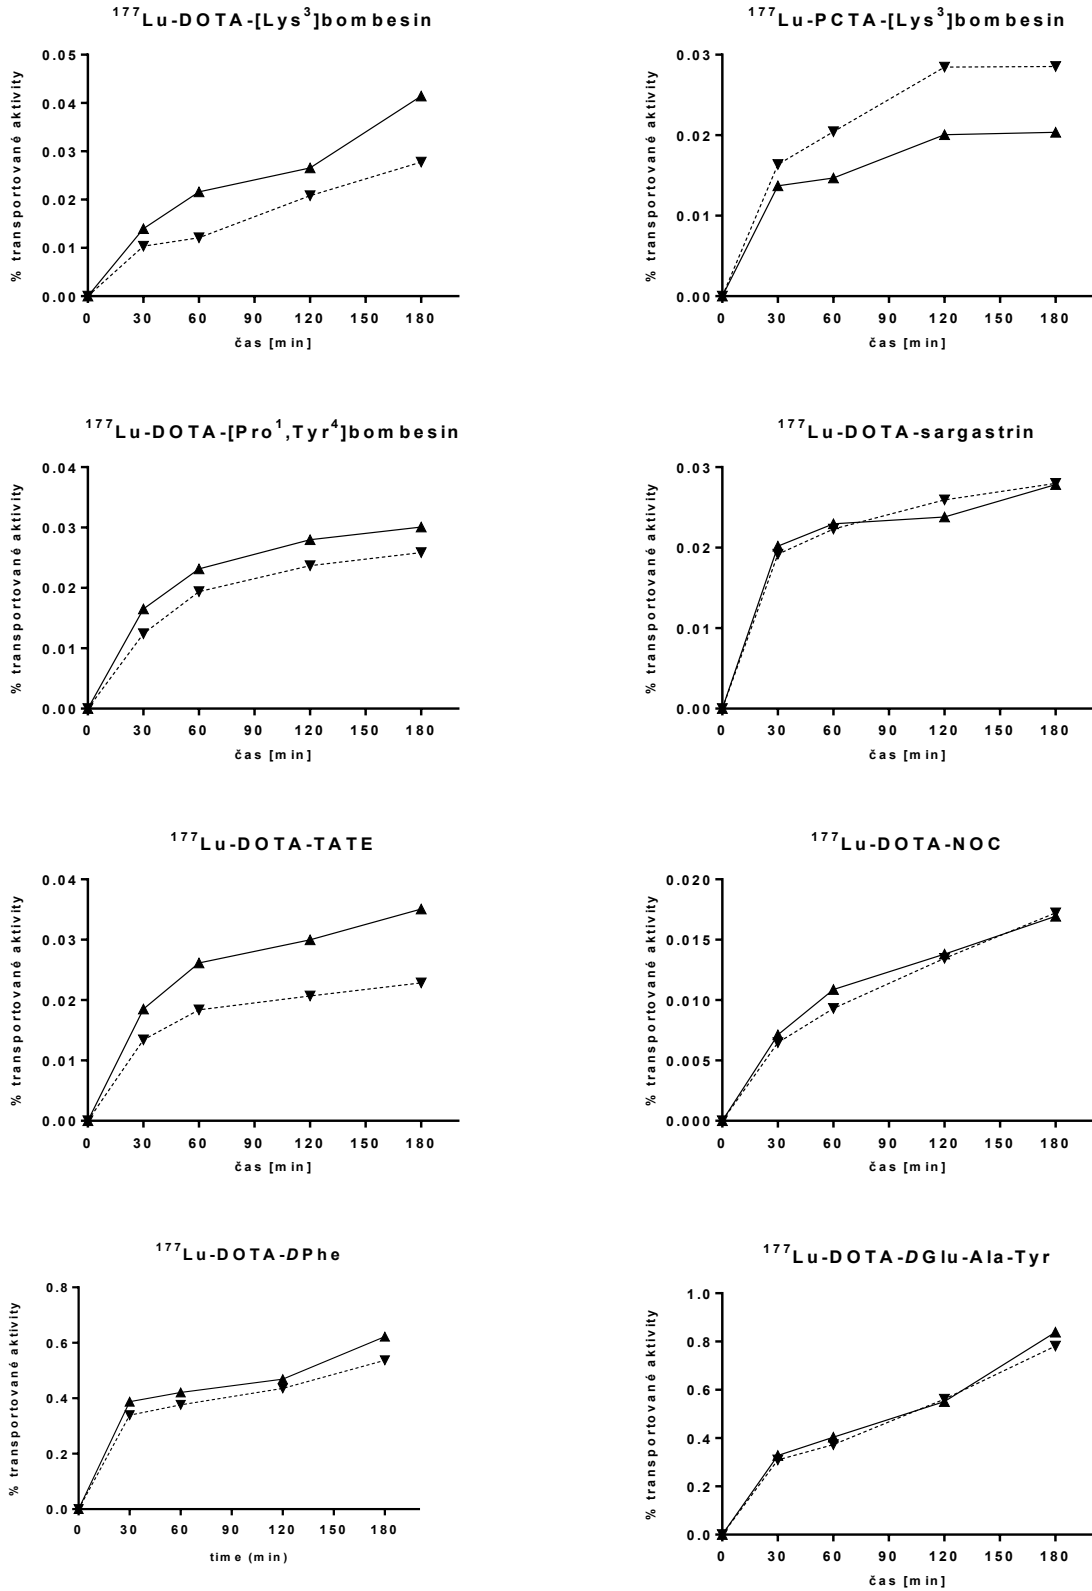 ¹⁷⁷Lu-DOTA-[Lys³]bombesin
% transportované aktivity
0.05
0.04
0.03
0.02
0.01
0.00
0 30 60 90 120 150 180
čas [min]
¹⁷⁷Lu-PCTA-[Lys³]bombesin
% transportované aktivity
0.03
0.02
0.01
0.00
0 30 60 90 120 150 180
čas [min]
¹⁷⁷Lu-DOTA-[Pro¹,Tyr⁴]bombesin
% transportované aktivity
0.04
0.03
0.02
0.01
0.00
0 30 60 90 120 150 180
čas [min]
¹⁷⁷Lu-DOTA-sargastrin
% transportované aktivity
0.03
0.02
0.01
0.00
0 30 60 90 120 150 180
čas [min]
¹⁷⁷Lu-DOTA-TATE
% transportované aktivity
0.04
0.03
0.02
0.01
0.00
0 30 60 90 120 150 180
čas [min]
¹⁷⁷Lu-DOTA-NOC
% transportované aktivity
0.020
0.015
0.010
0.005
0.000
0 30 60 90 120 150 180
čas [min]
¹⁷⁷Lu-DOTA-DPhe
% transportované aktivity
0.8
0.6
0.4
0.2
0.0
0 30 60 90 120 150 180
time (min)
¹⁷⁷Lu-DOTA-DGlu-Ala-Tyr
% transportované aktivity
1.0
0.8
0.6
0.4
0.2
0.0
0 30 60 90 120 150 180
čas [min]